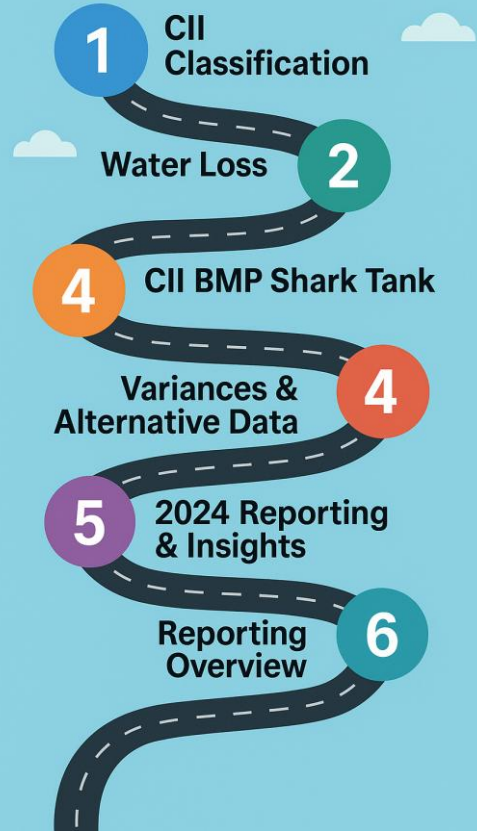 1
CII
Classification
Water Loss
2
4
CII BMP Shark Tank
Variances &
Alternative Data
4
5
2024 Reporting
& Insights
Reporting
Overview
6